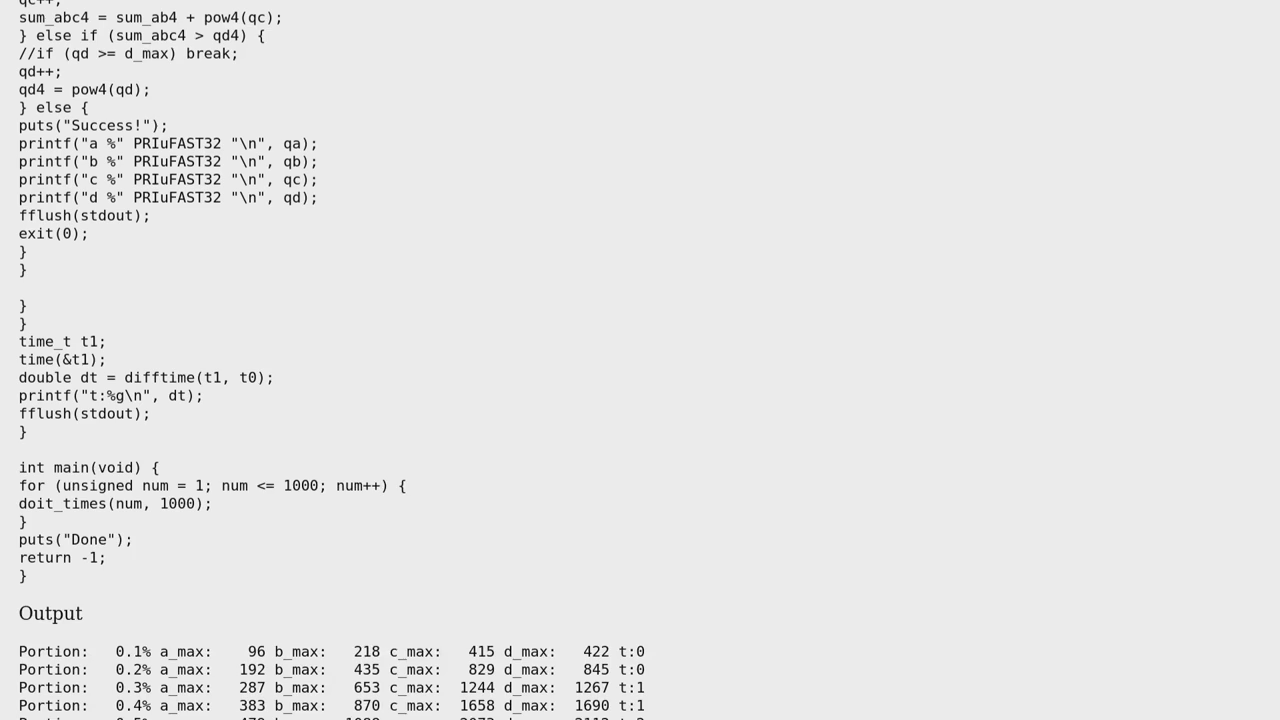 qc++;
sum_abc4 = sum_ab4 + pow4(qc);
} else if (sum_abc4 > qd4) {
//if (qd >= d_max) break;
qd++;
qd4 = pow4(qd);
} else {
puts("Success!");
printf("a %" PRIuFAST32 "\n", qa);
printf("b %" PRIuFAST32 "\n", qb);
printf("c %" PRIuFAST32 "\n", qc);
printf("d %" PRIuFAST32 "\n", qd);
fflush(stdout);
exit(0);
}
}
}
}
time_t t1;
time(&t1);
double dt = difftime(t1, t0);
printf("t:%g\n", dt);
fflush(stdout);
}
int main(void) {
for (unsigned num = 1; num <= 1000; num++) {
doit_times(num, 1000);
}
puts("Done");
return -1;
}
Output
Portion:   0.1% a_max:    96 b_max:   218 c_max:   415 d_max:   422 t:0
Portion:   0.2% a_max:   192 b_max:   435 c_max:   829 d_max:   845 t:0
Portion:   0.3% a_max:   287 b_max:   653 c_max:  1244 d_max:  1267 t:1
Portion:   0.4% a_max:   383 b_max:   870 c_max:  1658 d_max:  1690 t:1